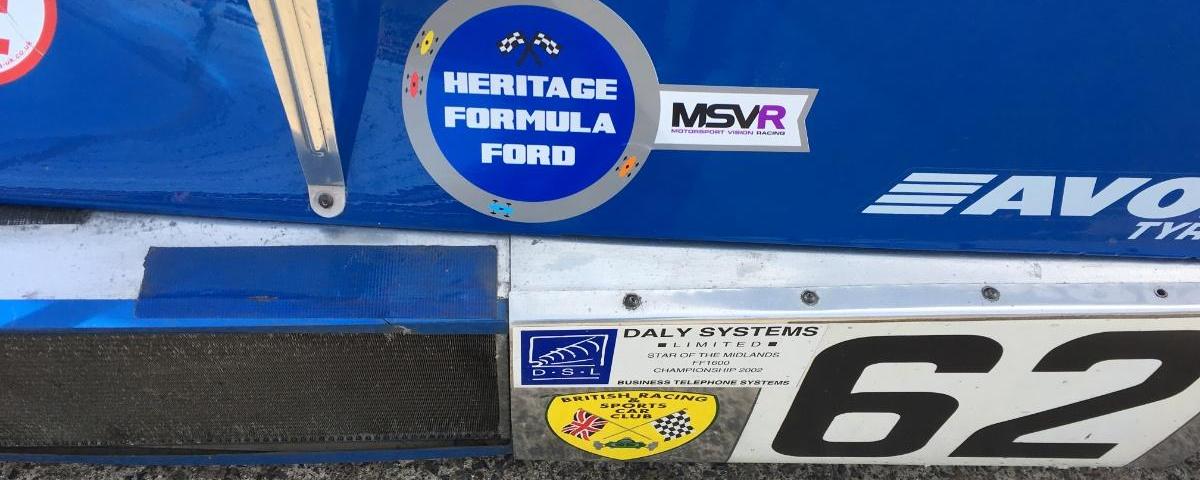 HERITAGE
FORMULA
FORD
MSVR
MOTORSPORT VISION RACING
AVO
TYR
DALY SYSTEMS
LIMITED
STAR OF THE MIDLANDS
FF1600
CHAMPIONSHIP 2002
D·S·L
BUSINESS TELEPHONE SYSTEMS
BRITISH RACING
&
SPORTS
CAR
CLUB
62